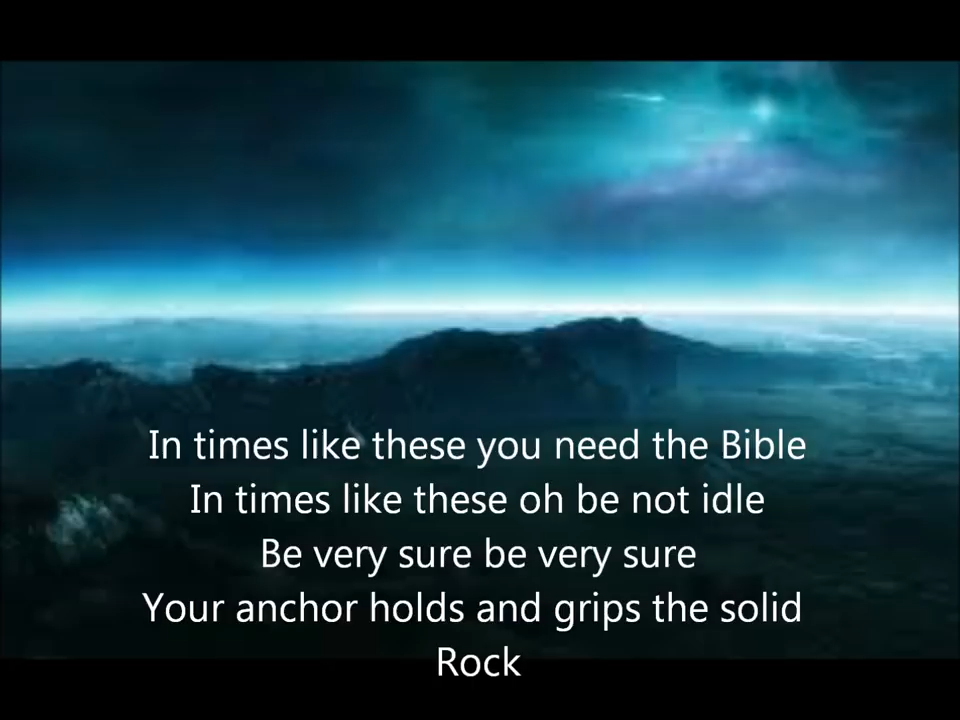 In times like these you need the Bible
In times like these oh be not idle
Be very sure be very sure
Your anchor holds and grips the solid
Rock